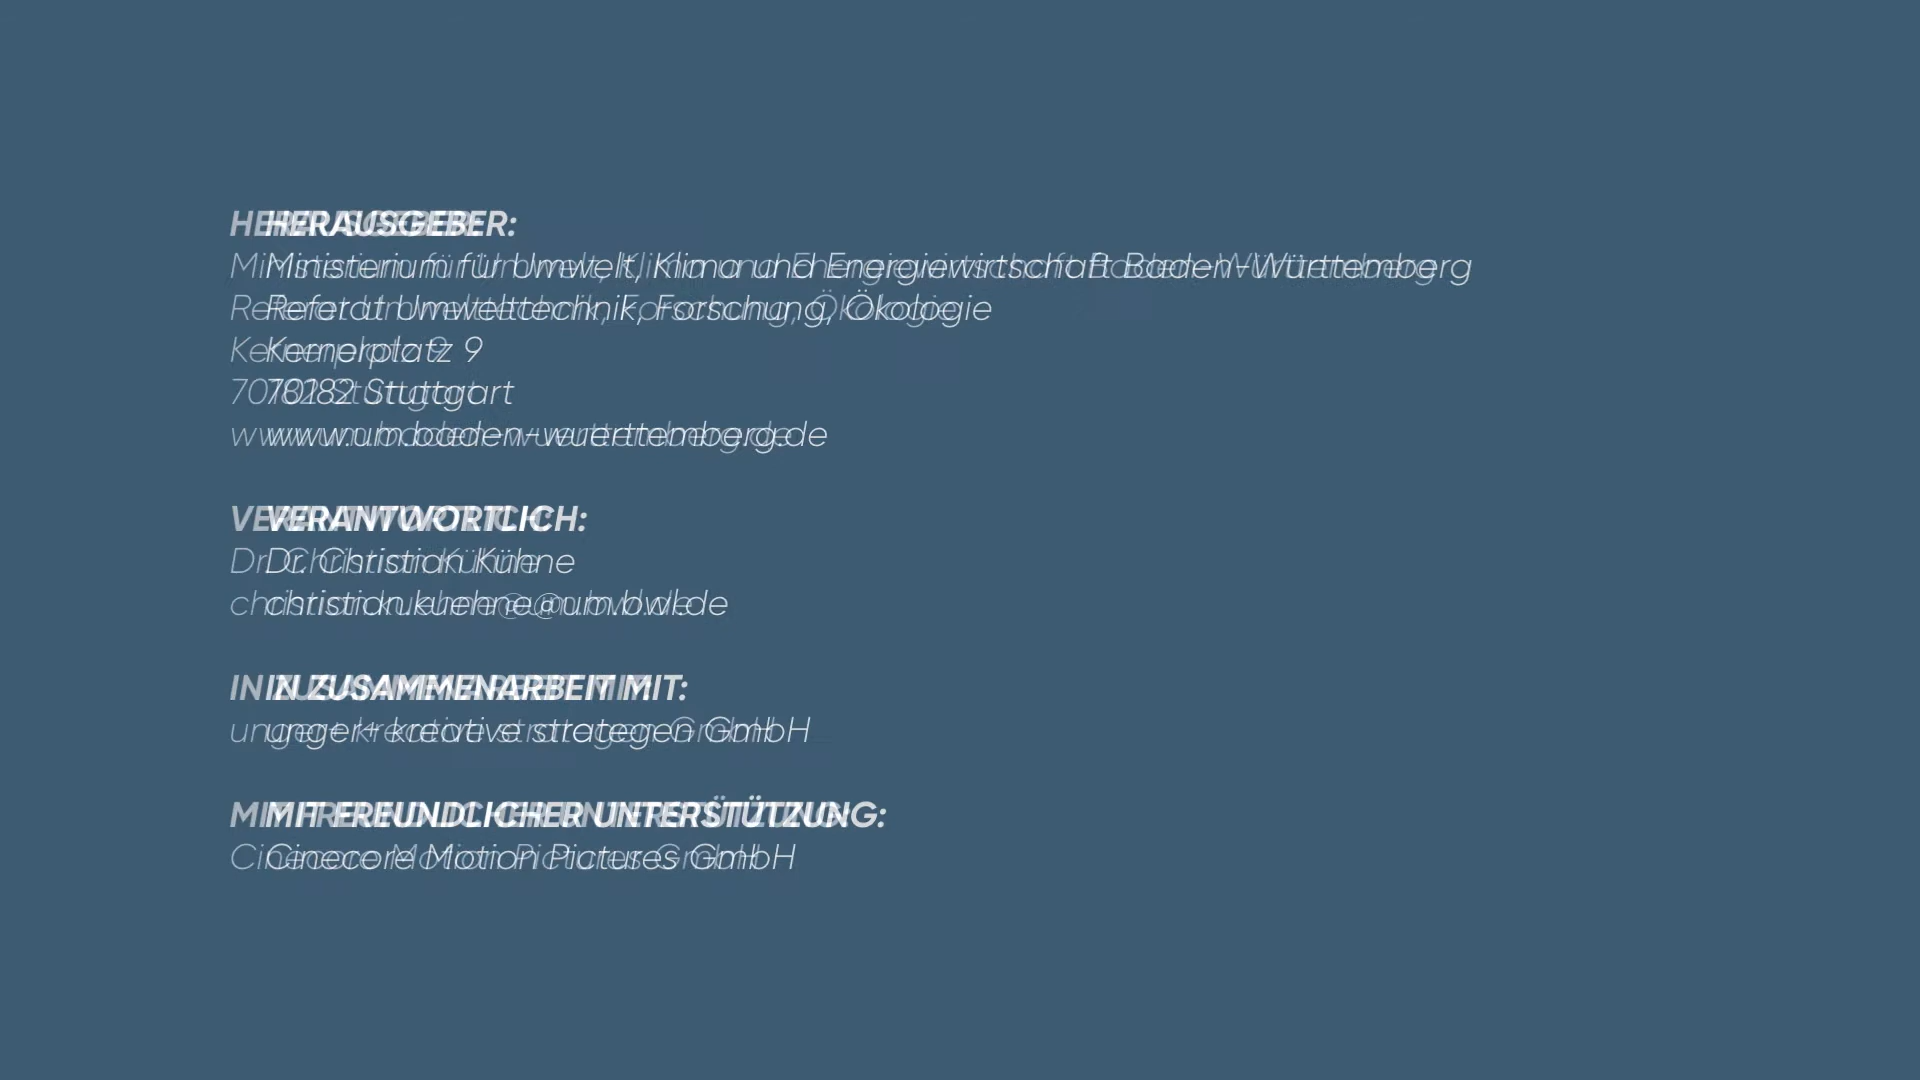 HERAUSGEBER:
Ministerium für Umwelt, Klima und Energiewirtschaft Baden-Württemberg
Referat Umwelttechnik, Forschung, Ökologie
Kernerplatz 9
70182 Stuttgart
www.um.baden-wuerttemberg.de
VERANTWORTLICH:
Dr. Christian Kühne
christian.kuehne@um.bwl.de
IN ZUSAMMENARBEIT MIT:
unger+ kreative strategen GmbH
MIT FREUNDLICHER UNTERSTÜTZUNG:
Cinecore Motion Pictures GmbH